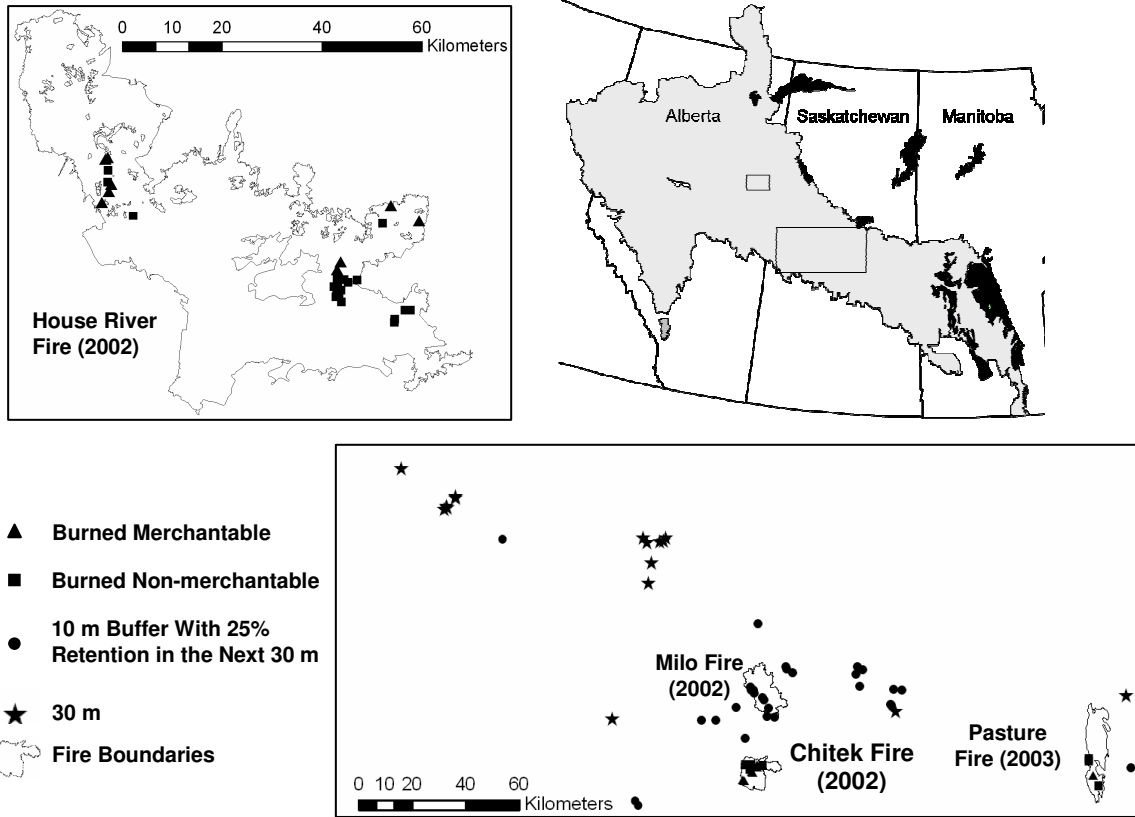 0 10 20 40 60
Kilometers
House River
Fire (2002)
Alberta
Saskatchewan
Manitoba
Burned Merchantable
Burned Non-merchantable
10 m Buffer With 25%
Retention in the Next 30 m
30 m
Fire Boundaries
Milo Fire
(2002)
Chitek Fire
(2002)
Pasture
Fire (2003)
0 10 20 40 60
Kilometers